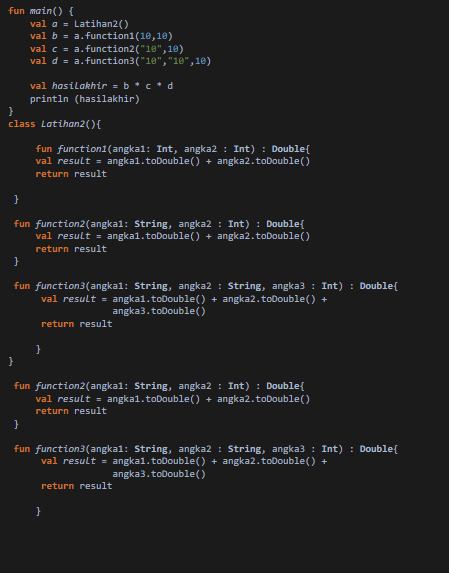 fun main() {
    val a = Latihan2()
    val b = a.function1(10,10)
    val c = a.function2("10",10)
    val d = a.function3("10","10",10)

    val hasilakhir = b * c * d
    println (hasilakhir)
}
class Latihan2(){

     fun function1(angka1: Int, angka2 : Int) : Double{
     val result = angka1.toDouble() + angka2.toDouble()
     return result

 }

 fun function2(angka1: String, angka2 : Int) : Double{
     val result = angka1.toDouble() + angka2.toDouble()
     return result
 }

 fun function3(angka1: String, angka2 : String, angka3 : Int) : Double{
      val result = angka1.toDouble() + angka2.toDouble() +
                  angka3.toDouble()
      return result

     }
}

 fun function2(angka1: String, angka2 : Int) : Double{
     val result = angka1.toDouble() + angka2.toDouble()
     return result
 }

 fun function3(angka1: String, angka2 : String, angka3 : Int) : Double{
      val result = angka1.toDouble() + angka2.toDouble() +
                  angka3.toDouble()
      return result

     }